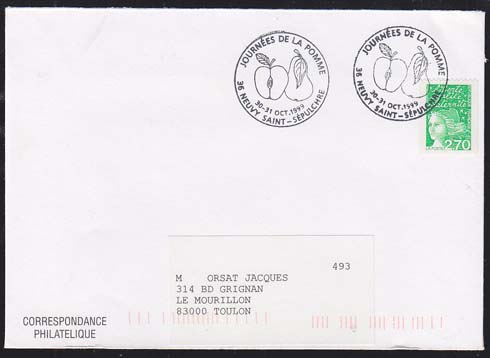 JOURNÉES DE LA POMME
30-31 OCT.1999
36 NEUVY SAINT-SÉPULCHRE
JOURNÉES DE LA POMME
30-31 OCT.1999
36 NEUVY SAINT-SÉPULCHRE
Liberté
Égalité
Fraternité
LA POSTE
2,70
493
M ORSAT JACQUES
314 BD GRIGNAN
LE MOURILLON
83000 TOULON
CORRESPONDANCE
PHILATELIQUE